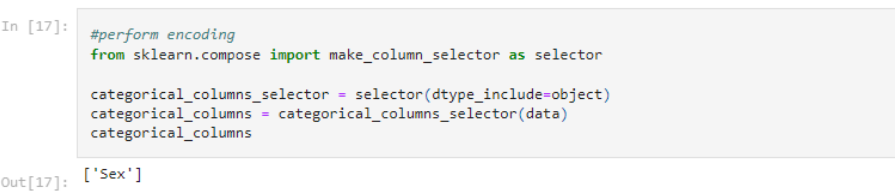 In [17]:
#perform encoding
from sklearn.compose import make_column_selector as selector
categorical_columns_selector = selector(dtype_include=object)
categorical_columns = categorical_columns_selector(data)
categorical_columns
Out[17]: ['Sex']